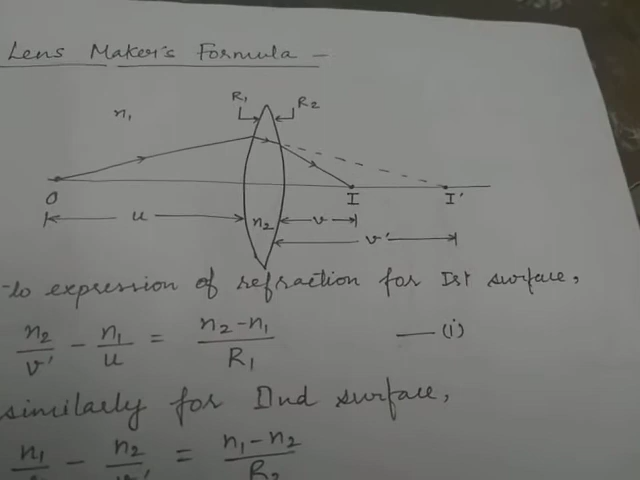 Lens Maker's Formula -
R1 R2
n1
O I I'
u n2 v
v'
to expression of refraction for Ist surface,
n2/v' - n1/u = n2-n1/R1 —(i)
similarly for IInd surface,
n1/ - n2/v' = n1-n2/R2